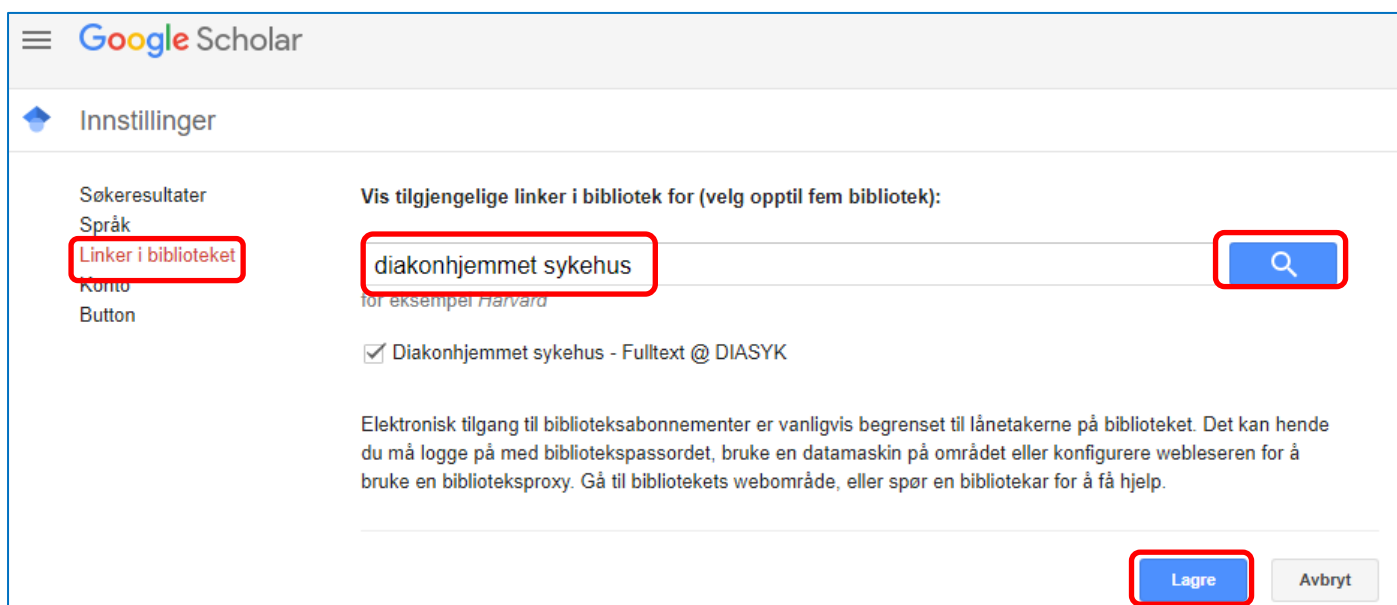 Google Scholar
Innstillinger
Søkeresultater
Språk
Linker i biblioteket
Konto
Button
Vis tilgjengelige linker i bibliotek for (velg opptil fem bibliotek):
diakonhjemmet sykehus
for eksempel Harvard
Diakonhjemmet sykehus - Fulltext @ DIASYK
Elektronisk tilgang til biblioteksabonnementer er vanligvis begrenset til lånetakerne på biblioteket. Det kan hende
du må logge på med bibliotekspassordet, bruke en datamaskin på området eller konfigurere webleseren for å
bruke en biblioteksproxy. Gå til bibliotekets webområde, eller spør en bibliotekar for å få hjelp.
Lagre
Avbryt